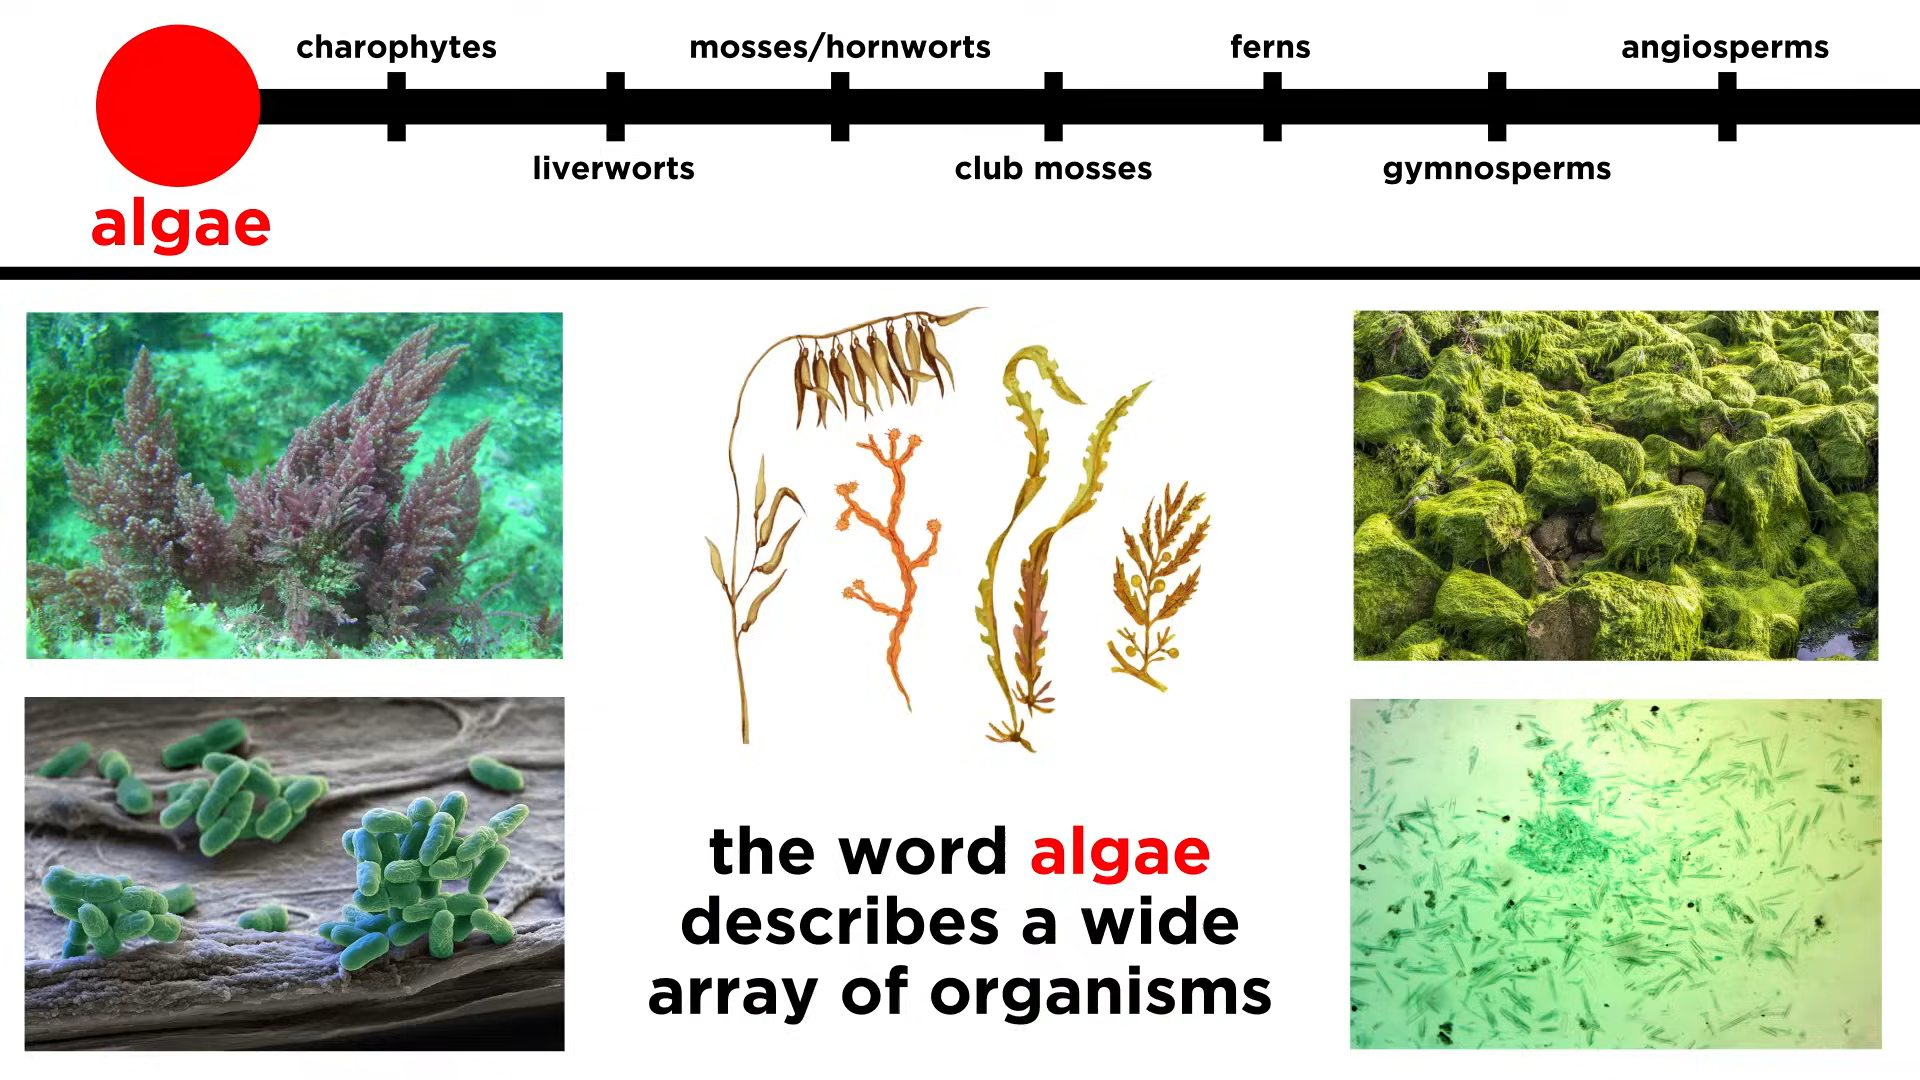 charophytes
mosses/hornworts
ferns
angiosperms
liverworts
club mosses
gymnosperms
algae
the word algae
describes a wide
array of organisms